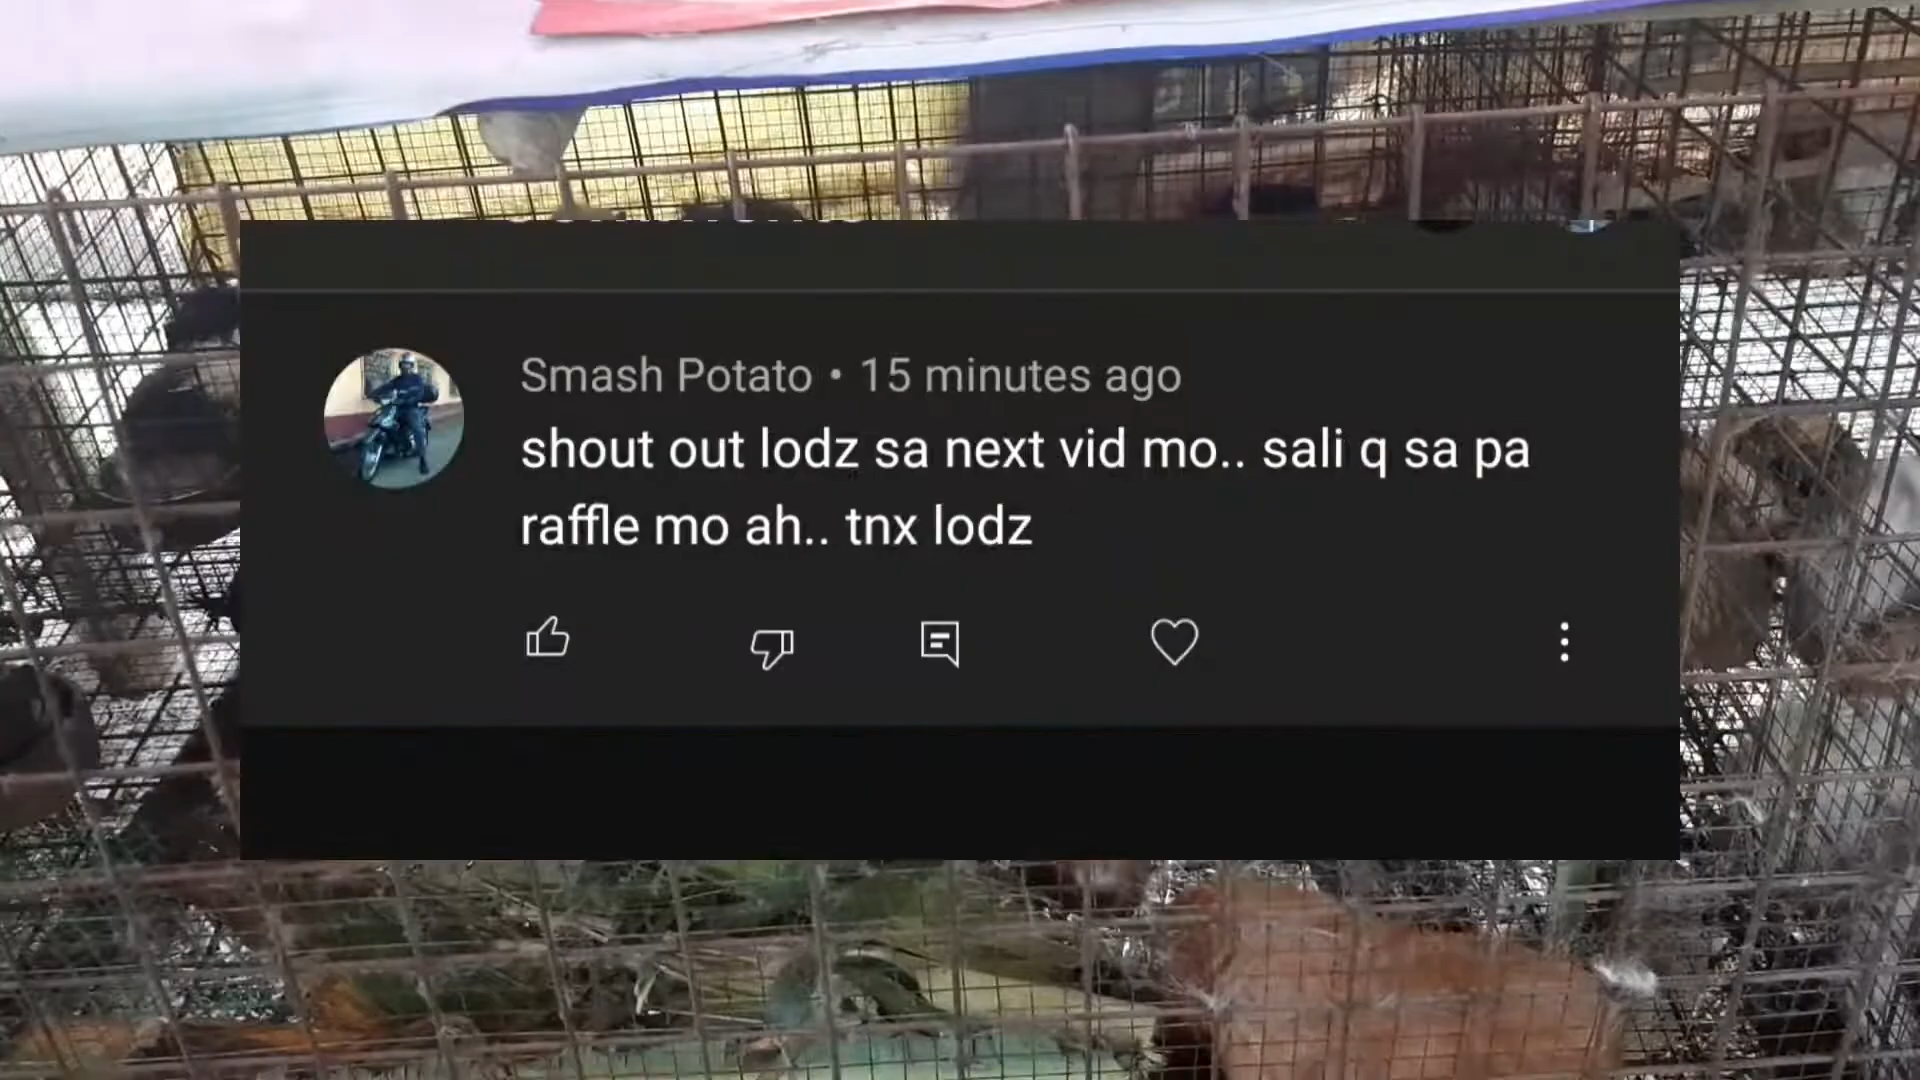 Smash Potato • 15 minutes ago
shout out lodz sa next vid mo.. sali q sa pa
raffle mo ah.. tnx lodz